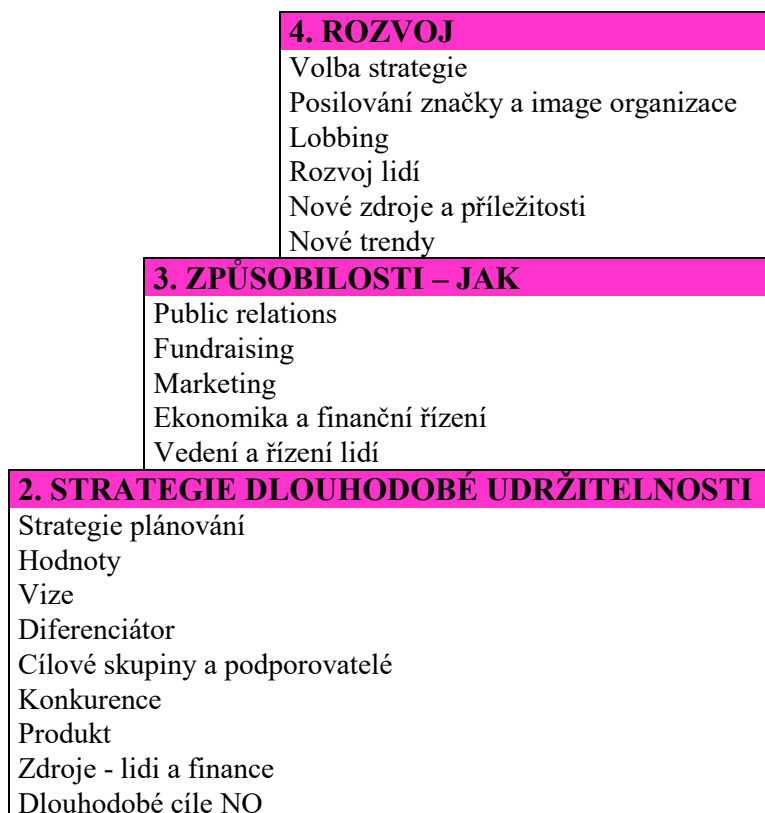 4. ROZVOJ
Volba strategie
Posilování značky a image organizace
Lobbing
Rozvoj lidí
Nové zdroje a příležitosti
Nové trendy
3. ZPŮSOBILOSTI – JAK
Public relations
Fundraising
Marketing
Ekonomika a finanční řízení
Vedení a řízení lidí
2. STRATEGIE DLOUHODOBÉ UDRŽITELNOSTI
Strategie plánování
Hodnoty
Vize
Diferenciátor
Cílové skupiny a podporovatelé
Konkurence
Produkt
Zdroje - lidi a finance
Dlouhodobé cíle NO